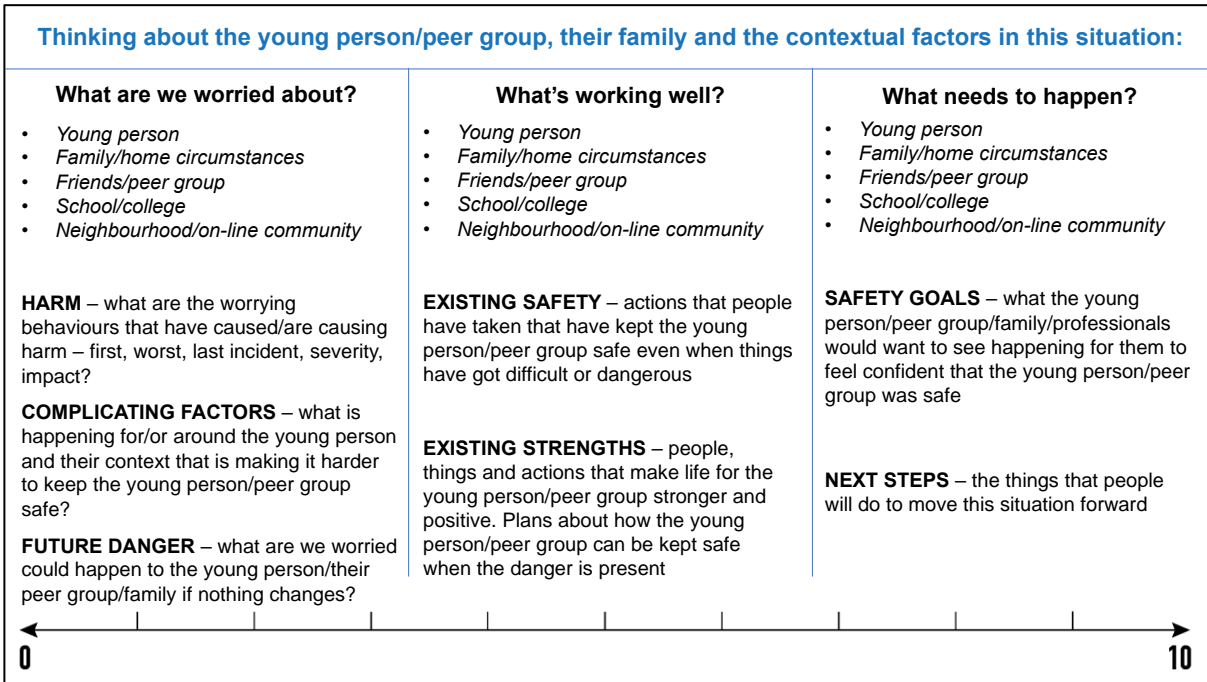 Thinking about the young person/peer group, their family and the contextual factors in this situation:
What are we worried about?
• Young person
• Family/home circumstances
• Friends/peer group
• School/college
• Neighbourhood/on-line community
HARM – what are the worrying
behaviours that have caused/are causing
harm – first, worst, last incident, severity,
impact?
COMPLICATING FACTORS – what is
happening for/or around the young person
and their context that is making it harder
to keep the young person/peer group
safe?
FUTURE DANGER – what are we worried
could happen to the young person/their
peer group/family if nothing changes?
What's working well?
• Young person
• Family/home circumstances
• Friends/peer group
• School/college
• Neighbourhood/on-line community
EXISTING SAFETY – actions that people
have taken that have kept the young
person/peer group safe even when things
have got difficult or dangerous
EXISTING STRENGTHS – people,
things and actions that make life for the
young person/peer group stronger and
positive. Plans about how the young
person/peer group can be kept safe
when the danger is present
What needs to happen?
• Young person
• Family/home circumstances
• Friends/peer group
• School/college
• Neighbourhood/on-line community
SAFETY GOALS – what the young
person/peer group/family/professionals
would want to see happening for them to
feel confident that the young person/peer
group was safe
NEXT STEPS – the things that people
will do to move this situation forward
0
10